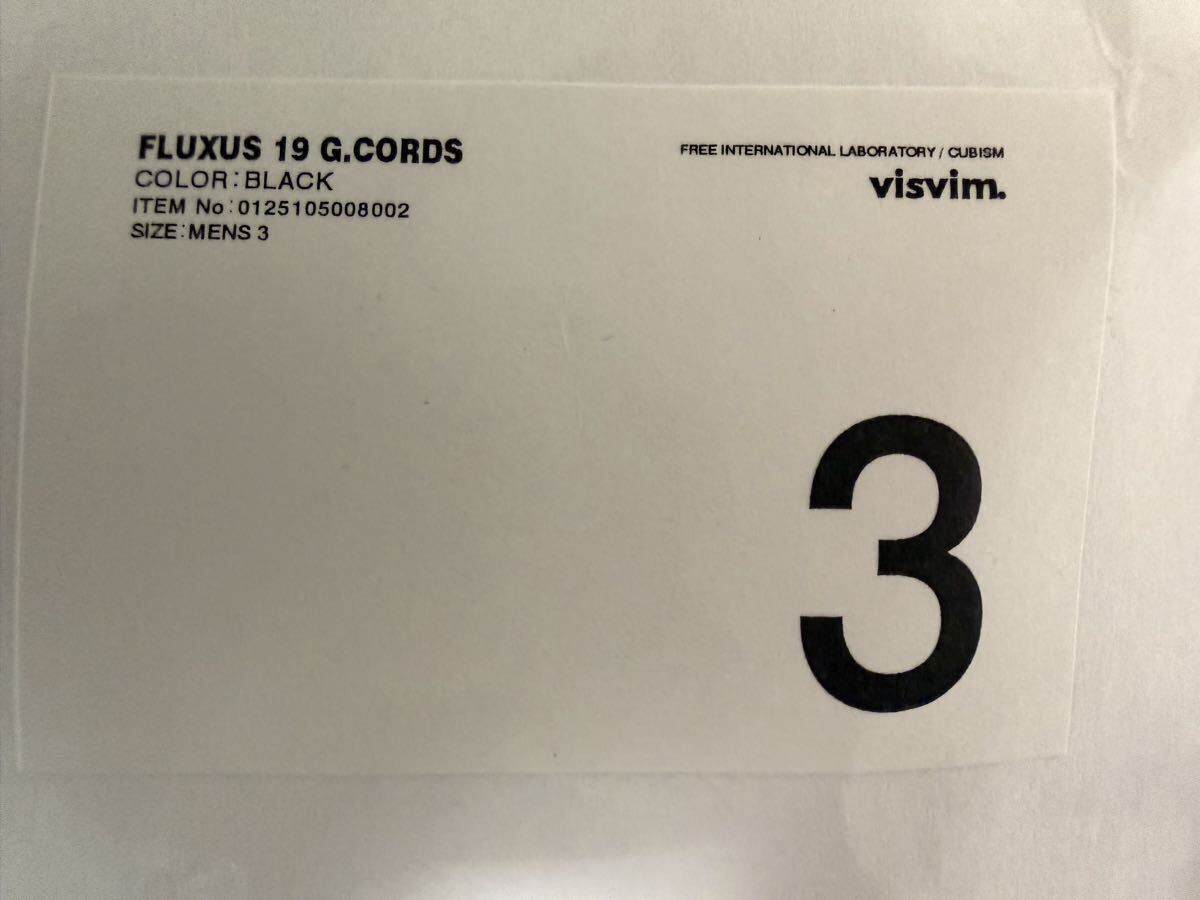 FLUXUS 19 G.CORDS
COLOR:BLACK
ITEM No:0125105008002
SIZE:MENS 3
FREE INTERNATIONAL LABORATORY / CUBISM
visvim.
3